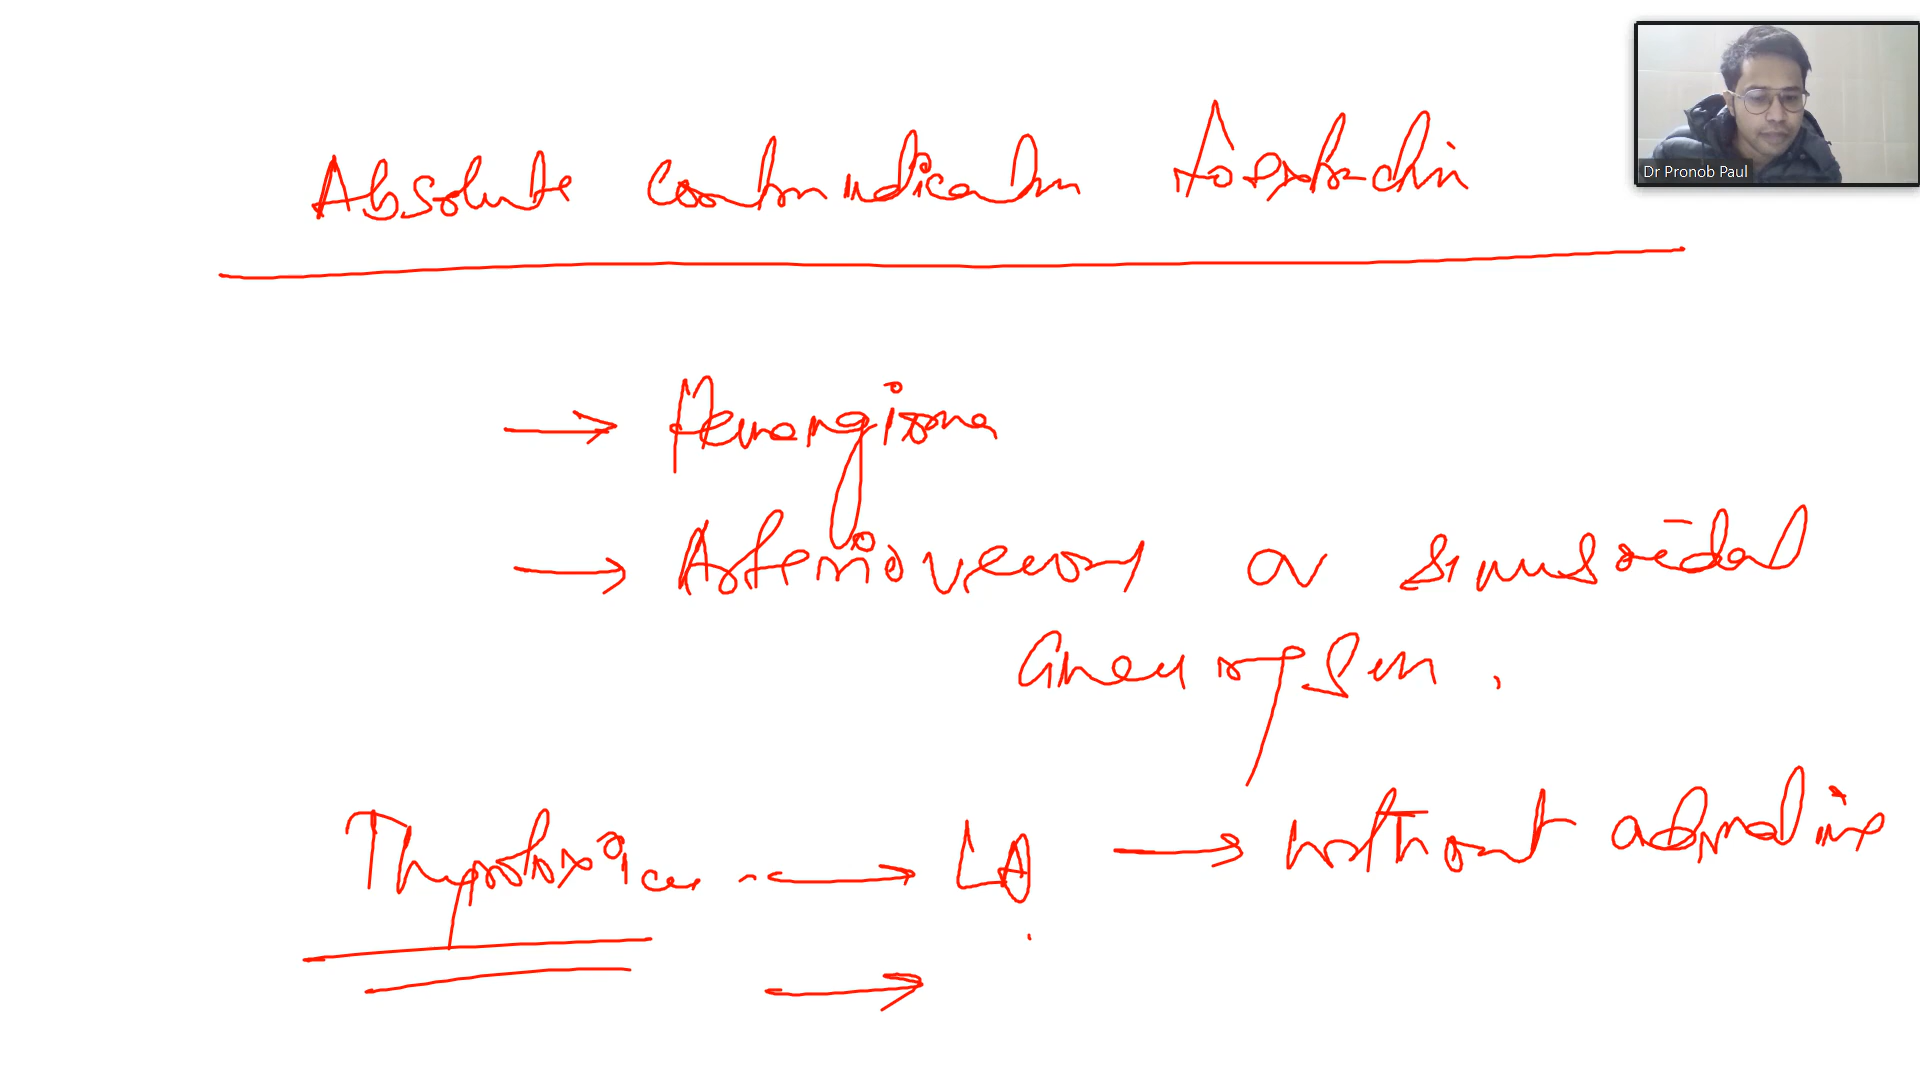 Absolute contraindication to extraction
Dr Pronob Paul
→ Hemangioma
→ Arteriovenous or sinusoidal
aneurysm.
Thyrotoxicosis → LA → without adrenaline
→